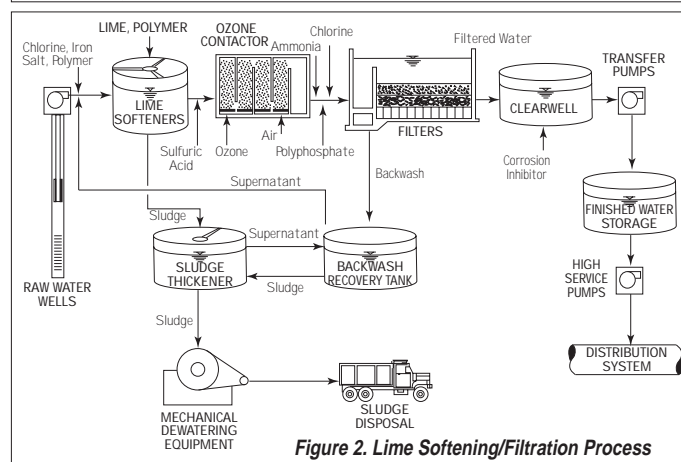 LIME, POLYMER
OZONE
CONTACTOR
Chlorine
Ammonia
Chlorine, Iron
Salt, Polymer
Filtered Water
TRANSFER
PUMPS
LIME
SOFTENERS
CLEARWELL
FILTERS
Sulfuric
Acid
Ozone
Air
Polyphosphate
Corrosion
Inhibitor
Backwash
Supernatant
Sludge
Supernatant
FINISHED WATER
STORAGE
SLUDGE
THICKENER
BACKWASH
RECOVERY TANK
Sludge
RAW WATER
WELLS
HIGH
SERVICE
PUMPS
Sludge
DISTRIBUTION
SYSTEM
MECHANICAL
DEWATERING
EQUIPMENT
SLUDGE
DISPOSAL
Figure 2. Lime Softening/Filtration Process